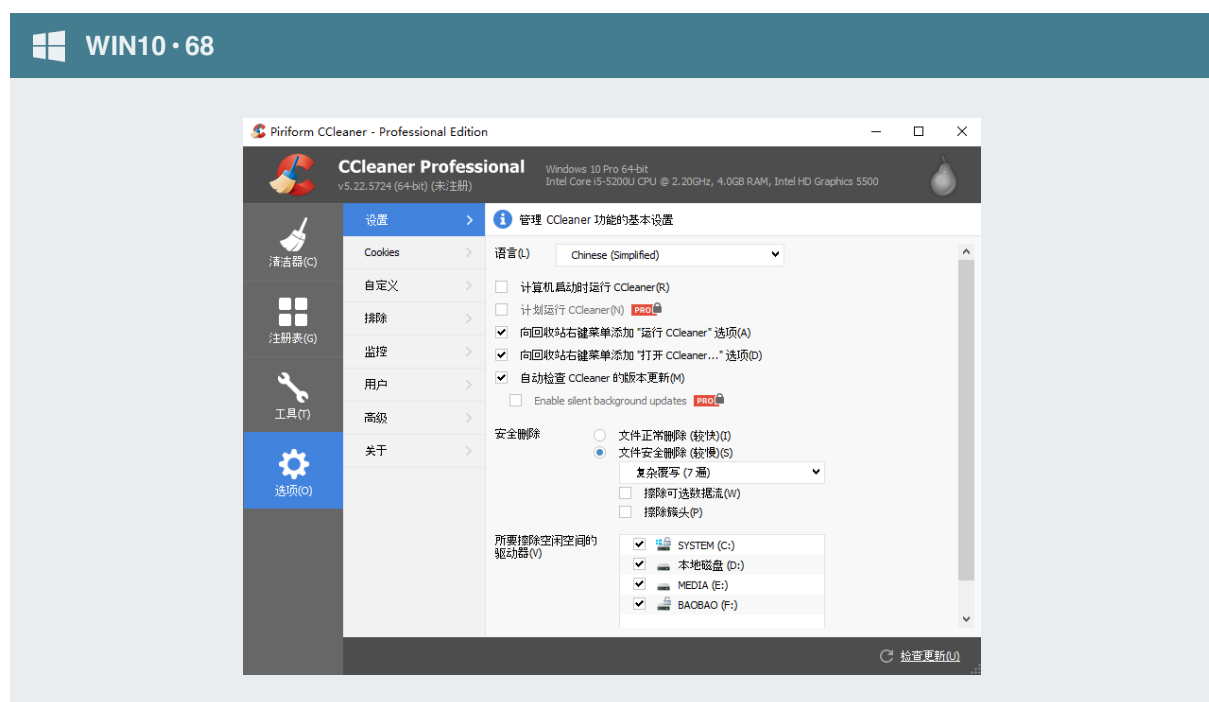 WIN10·68
Piriform CCleaner - Professional Edition
CCleaner Professional
v5.22.5724 (64-bit) (未注册)
Windows 10 Pro 64-bit
Intel Core i5-5200U CPU @ 2.20GHz, 4.0GB RAM, Intel HD Graphics 5500
清洁器(C)
注册表(G)
工具(T)
选项(O)
设置
Cookies
自定义
排除
监控
用户
高级
关于
管理 CCleaner 功能的基本设置
语言(L) Chinese (Simplified)
计算机启动时运行 CCleaner(R)
计划运行 CCleaner(N) PRO
向回收站右键菜单添加 "运行 CCleaner" 选项(A)
向回收站右键菜单添加 "打开 CCleaner..." 选项(D)
自动检查 CCleaner 的版本更新(M)
Enable silent background updates PRO
安全删除 文件正常删除 (较快)(I)
文件安全删除 (较慢)(S)
复杂覆写 (7 遍)
擦除可选数据流(W)
擦除簇头(P)
所要擦除空闲空间的
驱动器(V)
SYSTEM (C:)
本地磁盘 (D:)
MEDIA (E:)
BAOBAO (F:)
检查更新(U)